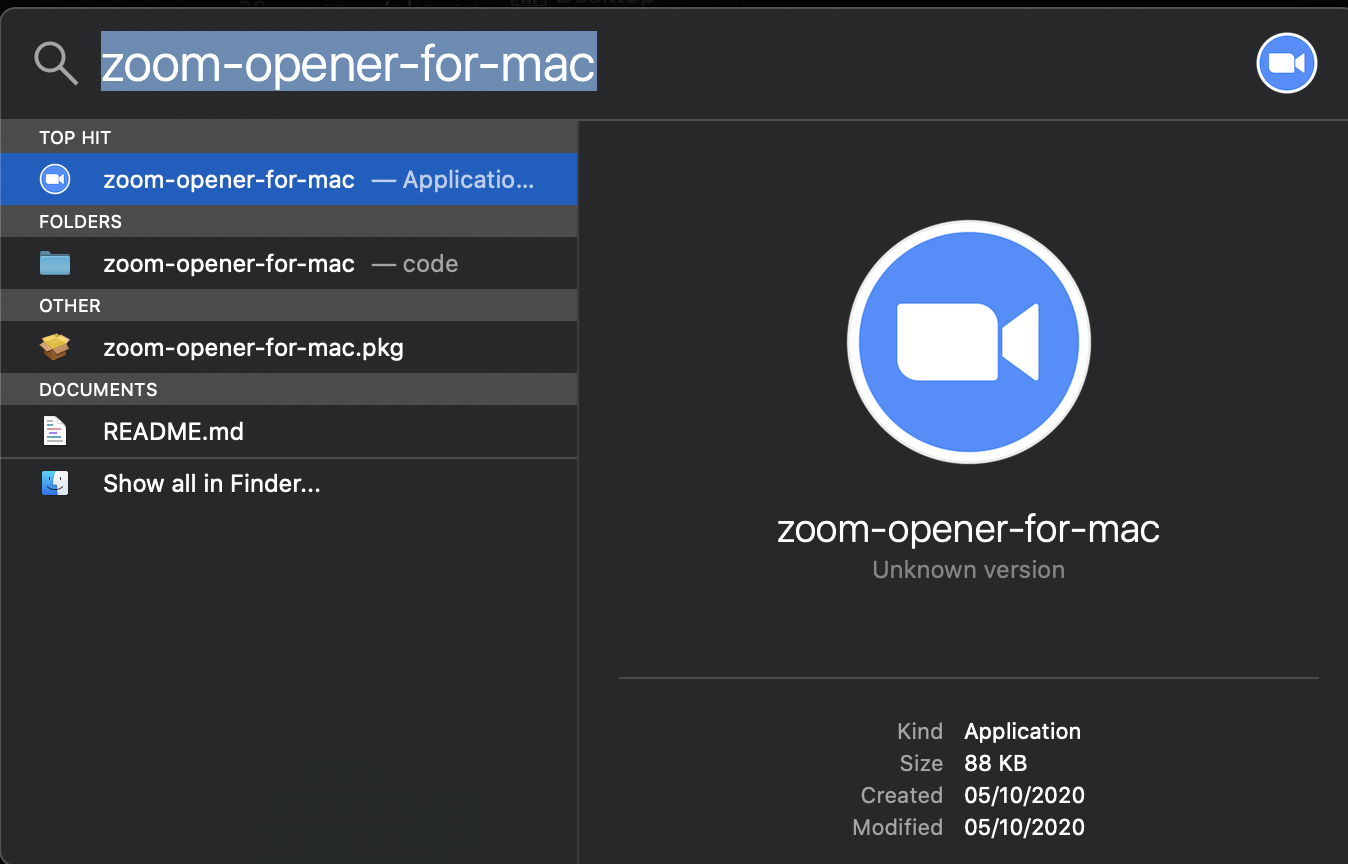 zoom-opener-for-mac
TOP HIT
zoom-opener-for-mac — Applicatio...
FOLDERS
zoom-opener-for-mac — code
OTHER
zoom-opener-for-mac.pkg
DOCUMENTS
README.md
Show all in Finder...
zoom-opener-for-mac
Unknown version
Kind Application
Size 88 KB
Created 05/10/2020
Modified 05/10/2020